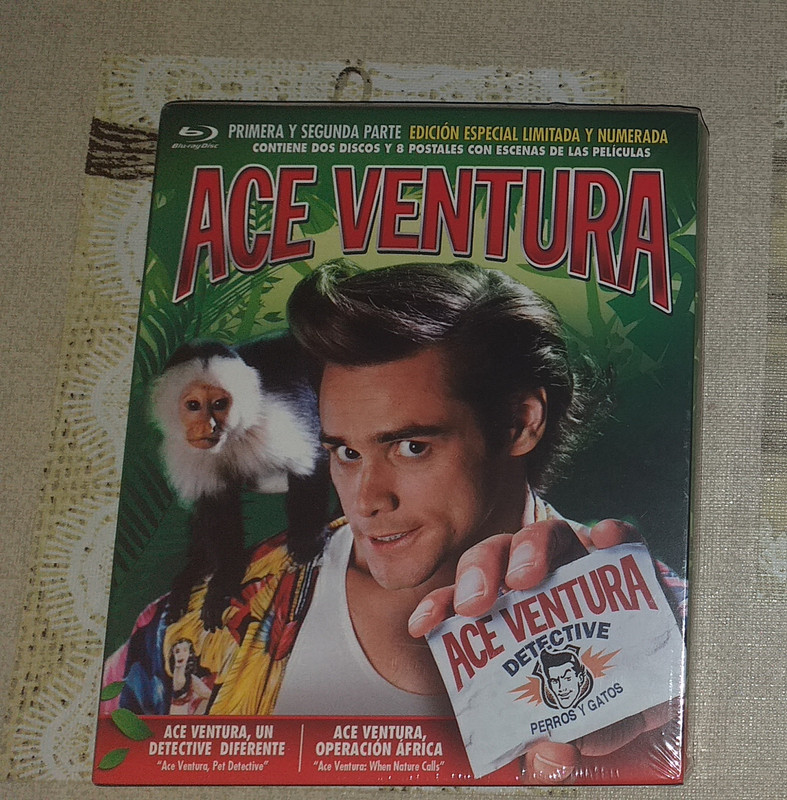 Blu-ray Disc
PRIMERA Y SEGUNDA PARTE EDICIÓN ESPECIAL LIMITADA Y NUMERADA
CONTIENE DOS DISCOS Y 8 POSTALES CON ESCENAS DE LAS PELÍCULAS
ACE VENTURA
ACE VENTURA
DETECTIVE
PERROS Y GATOS
ACE VENTURA, UN
DETECTIVE DIFERENTE
"Ace Ventura, Pet Detective"
ACE VENTURA,
OPERACIÓN ÁFRICA
"Ace Ventura: When Nature Calls"